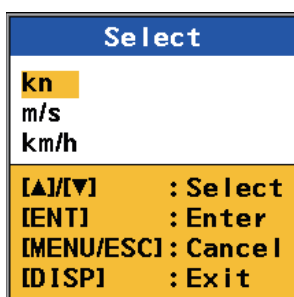 Select
kn
m/s
km/h
[▲]/[▼] :Select
[ENT] :Enter
[MENU/ESC]:Cancel
[DISP] :Exit